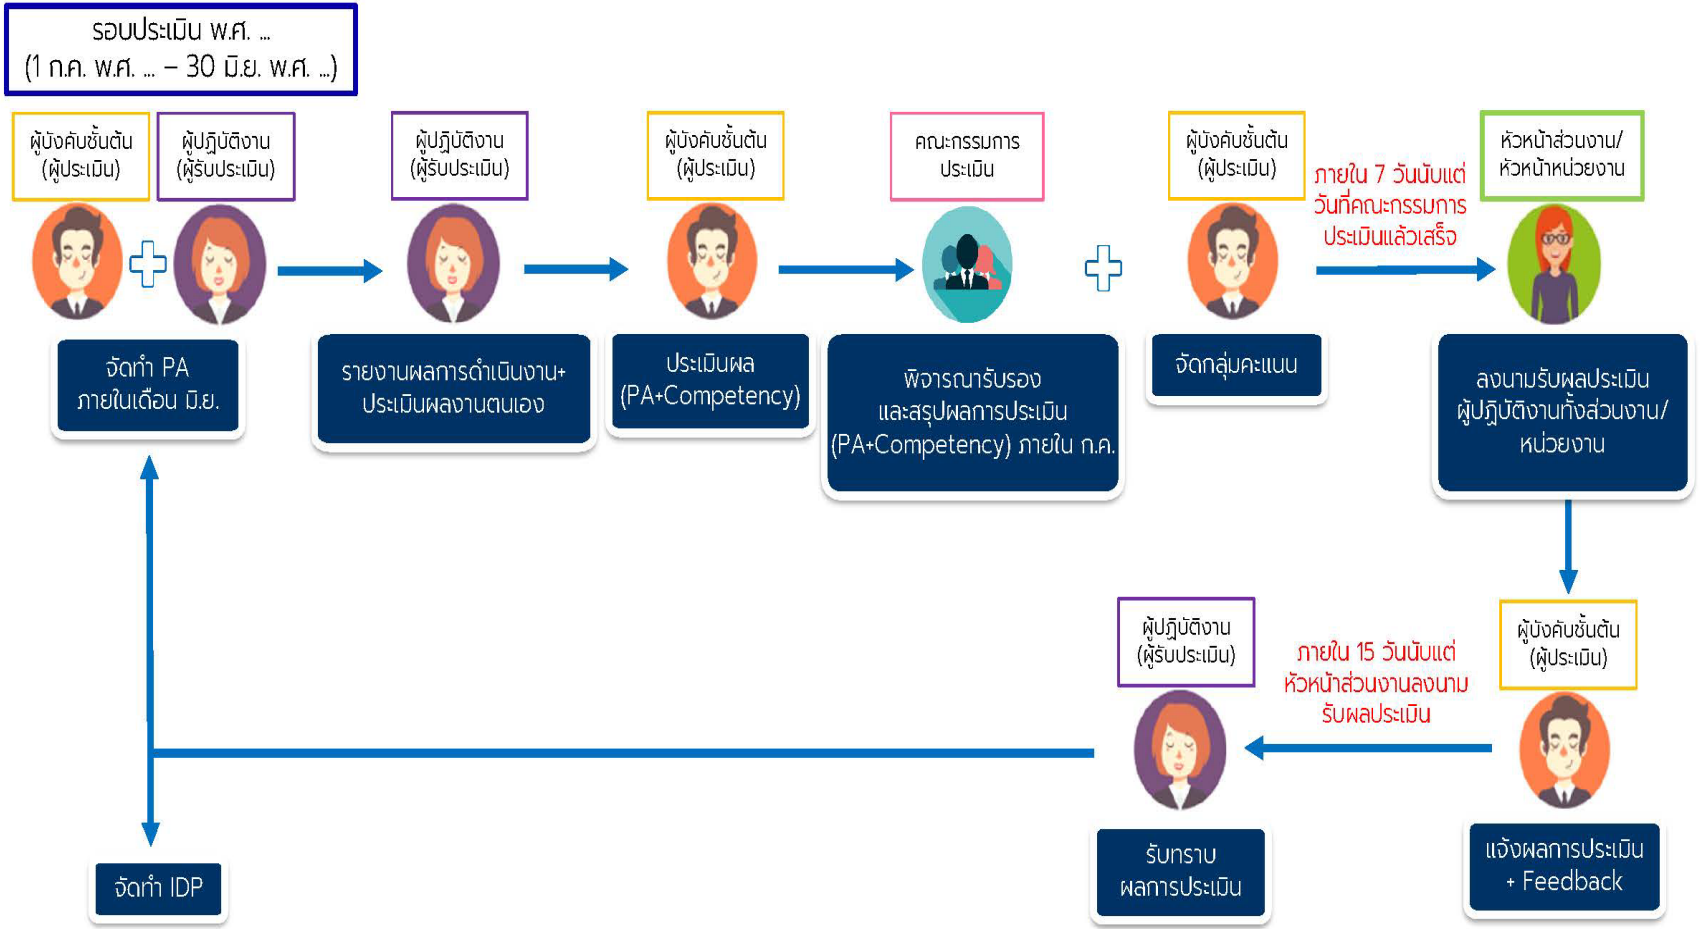 รอบประเมิน พ.ศ. ...
(1 ก.ค. พ.ศ. ... – 30 มิ.ย. พ.ศ. ...)
ผู้บังคับชั้นต้น
(ผู้ประเมิน)
ผู้ปฏิบัติงาน
(ผู้รับประเมิน)
จัดทำ PA
ภายในเดือน มิ.ย.
ผู้ปฏิบัติงาน
(ผู้รับประเมิน)
รายงานผลการดำเนินงาน+
ประเมินผลงานตนเอง
ผู้บังคับชั้นต้น
(ผู้ประเมิน)
ประเมินผล
(PA+Competency)
คณะกรรมการ
ประเมิน
พิจารณารับรอง
และสรุปผลการประเมิน
(PA+Competency) ภายใน ก.ค.
ผู้บังคับชั้นต้น
(ผู้ประเมิน)
จัดกลุ่มคะแนน
ภายใน 7 วันนับแต่
วันที่คณะกรรมการ
ประเมินแล้วเสร็จ
หัวหน้าส่วนงาน/
หัวหน้าหน่วยงาน
ลงนามรับผลประเมิน
ผู้ปฏิบัติงานทั้งส่วนงาน/
หน่วยงาน
ผู้บังคับชั้นต้น
(ผู้ประเมิน)
แจ้งผลการประเมิน
+ Feedback
ภายใน 15 วันนับแต่
หัวหน้าส่วนงานลงนาม
รับผลประเมิน
ผู้ปฏิบัติงาน
(ผู้รับประเมิน)
รับทราบ
ผลการประเมิน
จัดทำ IDP